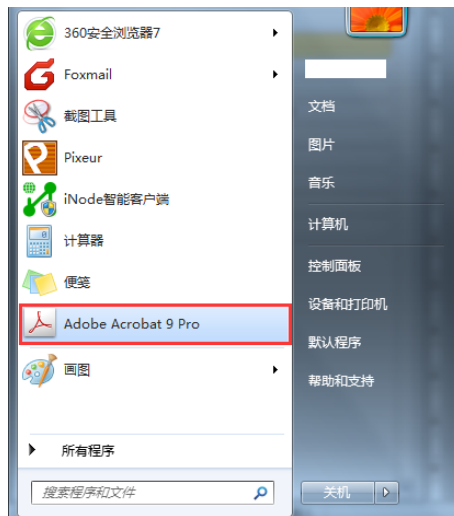 360安全浏览器7
Foxmail
截图工具
Pixeur
iNode智能客户端
计算器
便笺
Adobe Acrobat 9 Pro
画图
所有程序
搜索程序和文件
文档
图片
音乐
计算机
控制面板
设备和打印机
默认程序
帮助和支持
关机